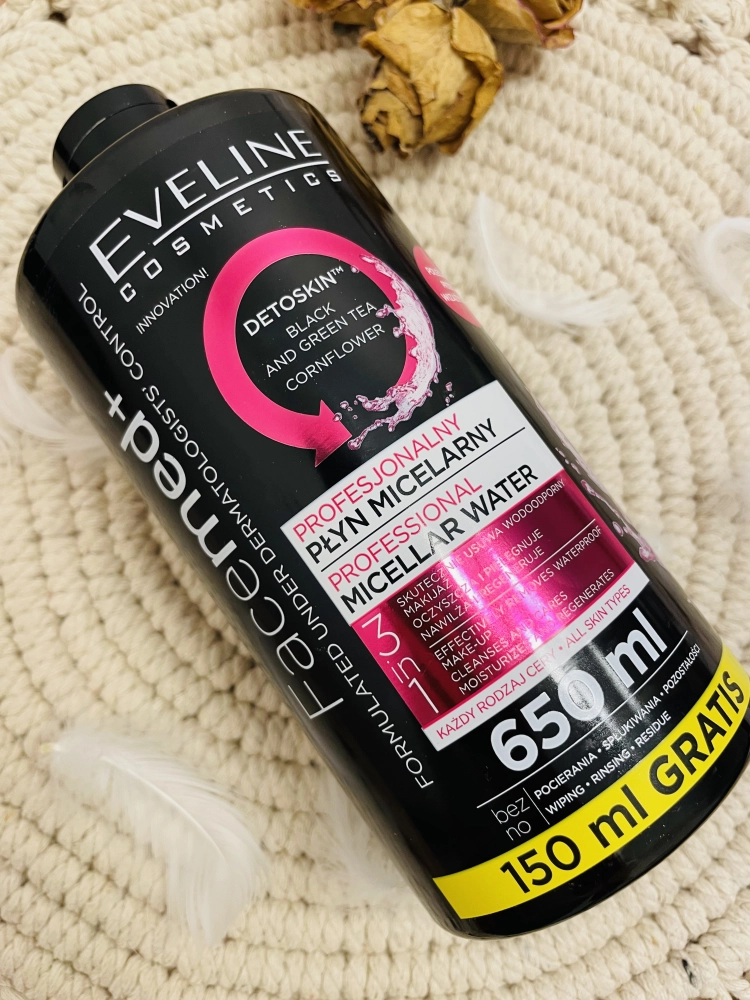 EVELINE
COSMETICS
INNOVATION!
DETOSKIN™
BLACK
AND GREEN TEA
CORNFLOWER
Facemed+
FORMULATED UNDER DERMATOLOGISTS' CONTROL
PROFESJONALNY
PŁYN MICELARNY
PROFESSIONAL
MICELLAR WATER
3 in 1
SKUTECZNIE USUWA WODOODPORNY
MAKIJAŻ
OCZYSZCZA I PIELĘGNUJE
NAWILŻA I REGENERUJE
EFFECTIVELY REMOVES WATERPROOF
MAKE-UP
CLEANSES AND CARES
MOISTURIZES REGENERATES
KAŻDY RODZAJ CERY • ALL SKIN TYPES
650 ml
bez
no
POCIERANIA • SPŁUKIWANIA • POZOSTAŁOŚCI
WIPING • RINSING • RESIDUE
150 ml GRATIS